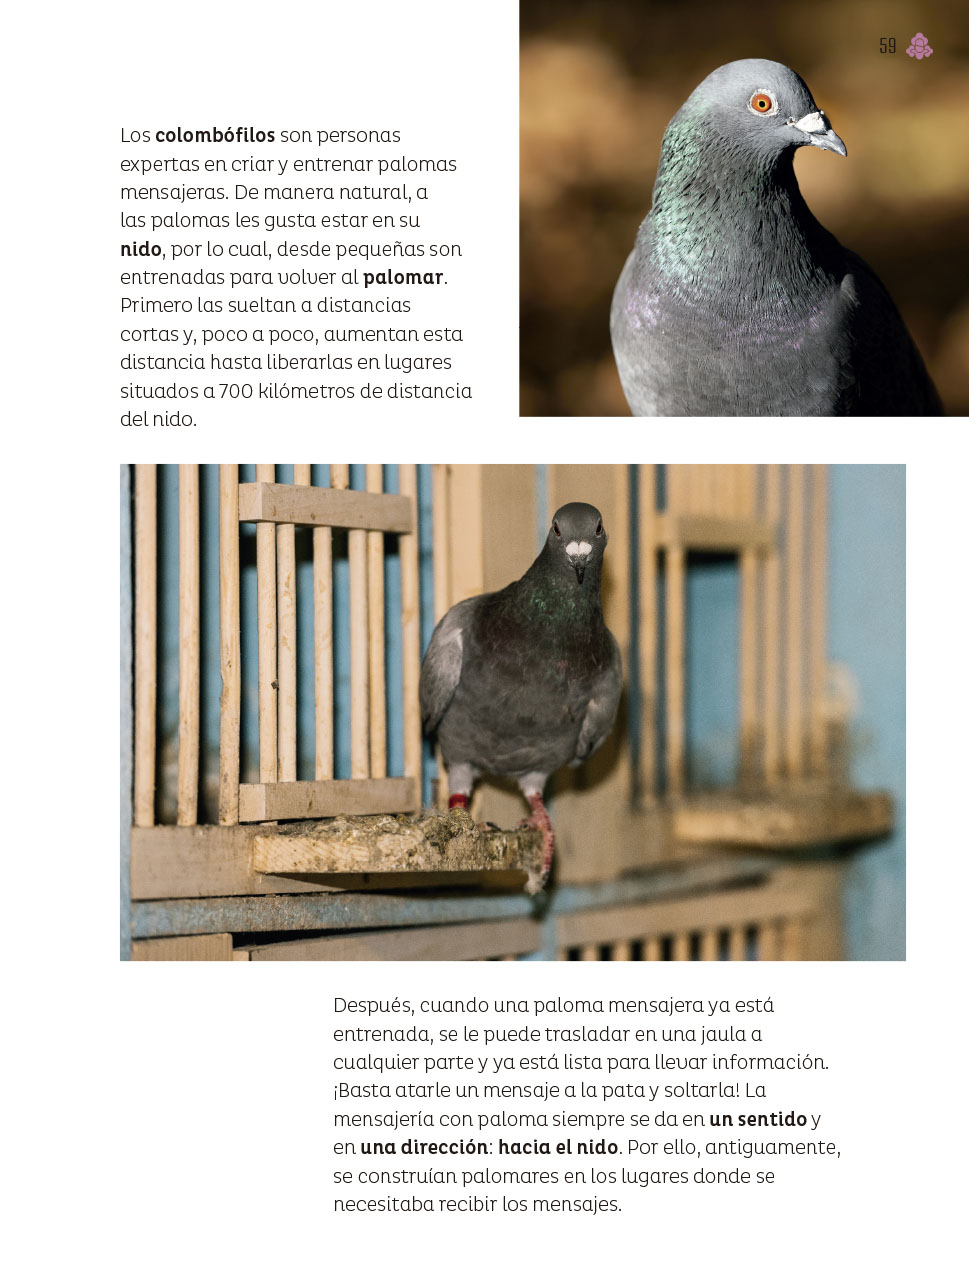 59
Los colombófilos son personas
expertas en criar y entrenar palomas
mensajeras. De manera natural, a
las palomas les gusta estar en su
nido, por lo cual, desde pequeñas son
entrenadas para volver al palomar.
Primero las sueltan a distancias
cortas y, poco a poco, aumentan esta
distancia hasta liberarlas en lugares
situados a 700 kilómetros de distancia
del nido.
Después, cuando una paloma mensajera ya está
entrenada, se le puede trasladar en una jaula a
cualquier parte y ya está lista para llevar información.
¡Basta atarle un mensaje a la pata y soltarla! La
mensajería con paloma siempre se da en un sentido y
en una dirección: hacia el nido. Por ello, antiguamente,
se construían palomares en los lugares donde se
necesitaba recibir los mensajes.